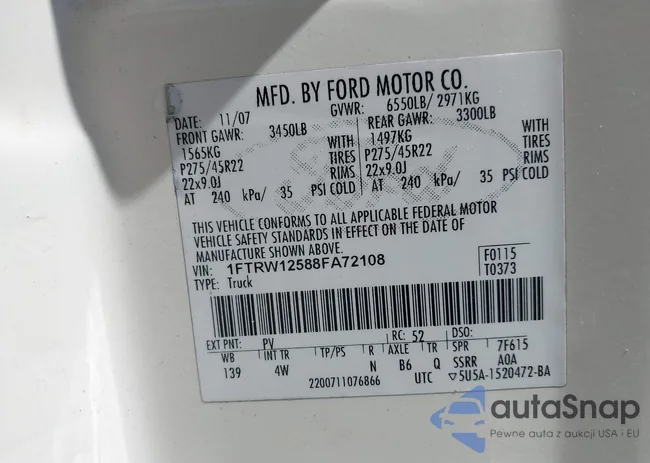 MFD. BY FORD MOTOR CO.
DATE: 11/07 GVWR: 6550LB/ 2971KG
FRONT GAWR: 3450LB REAR GAWR: 3300LB
1565KG WITH 1497KG WITH
P275/45R22 TIRES P275/45R22 TIRES
22x9.0J RIMS 22x9.0J RIMS
AT 240 kPa/ 35 PSI COLD AT 240 kPa/ 35 PSI COLD
THIS VEHICLE CONFORMS TO ALL APPLICABLE FEDERAL MOTOR
VEHICLE SAFETY STANDARDS IN EFFECT ON THE DATE OF
MANUFACTURE SHOWN ABOVE.
VIN: 1FTRW12588FA72108 F0115
TYPE: Truck T0373
EXT PNT: PV RC: 52 DSO:
WB INT TR TP/PS R AXLE TR SPR 7F615
139 4W N B6 Q SSRR A0A
2200711076866 UTC ▽5U5A-1520472-BA
Ford
autaSnap
Pewne auta z aukcji USA i EU